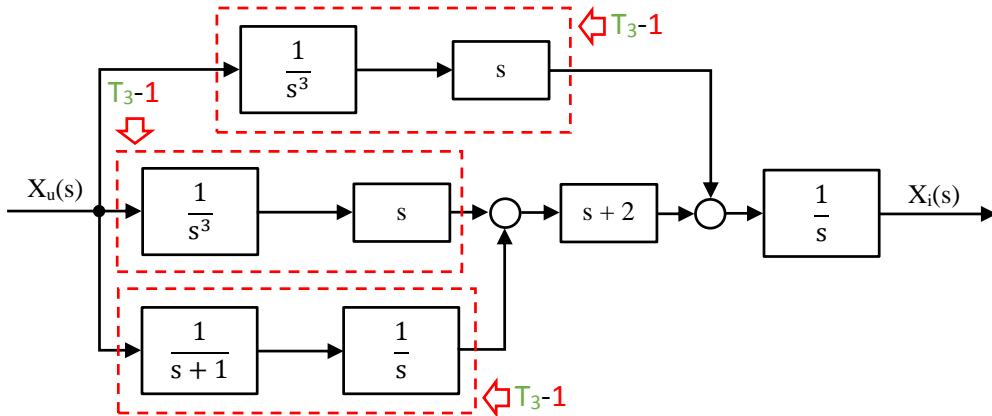 T₃-1
1/s³
s
T₃-1
Xᵤ(s)
1/s³
s
s + 2
1/s
Xᵢ(s)
1/(s + 1)
1/s
T₃-1